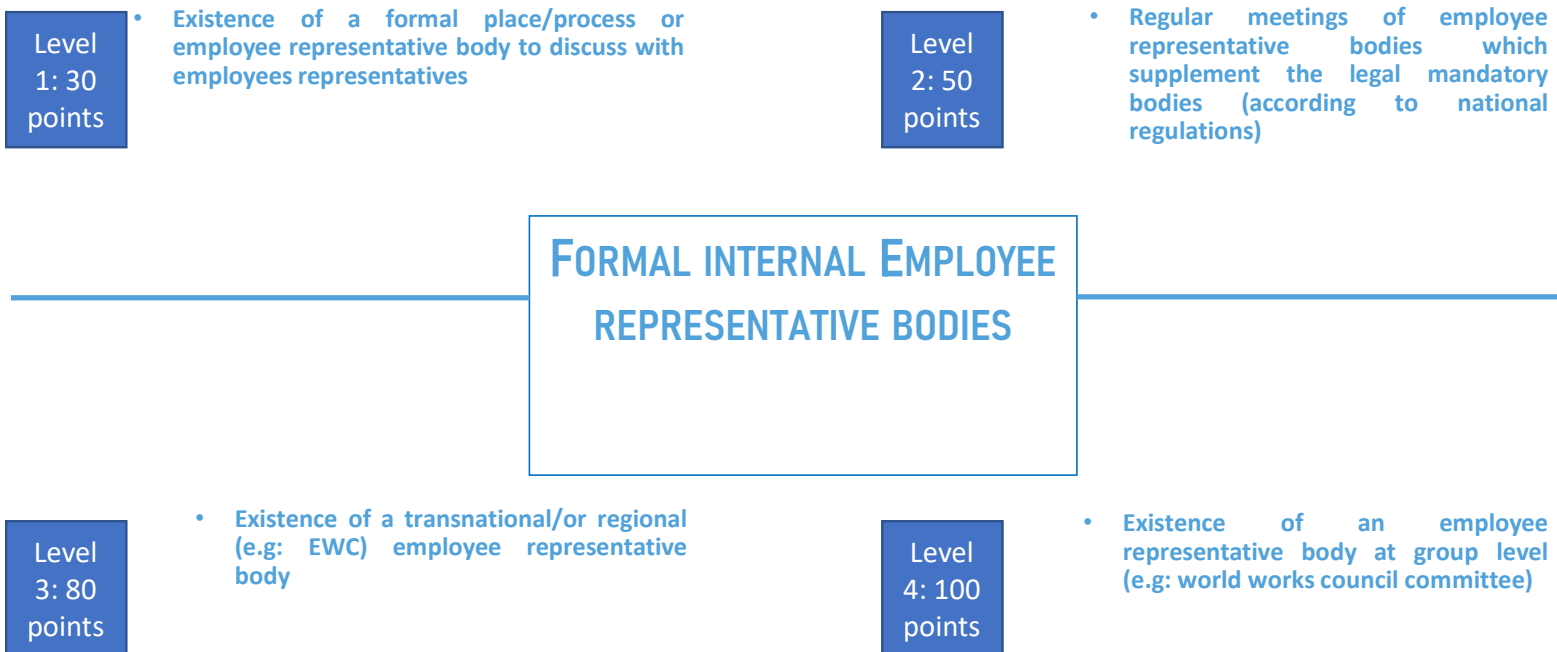 Level
1: 30
points
• Existence of a formal place/process or
employee representative body to discuss with
employees representatives
Level
2: 50
points
• Regular meetings of employee
representative bodies which
supplement the legal mandatory
bodies (according to national
regulations)
FORMAL INTERNAL EMPLOYEE
REPRESENTATIVE BODIES
Level
3: 80
points
• Existence of a transnational/or regional
(e.g: EWC) employee representative
body
Level
4: 100
points
• Existence of an employee
representative body at group level
(e.g: world works council committee)